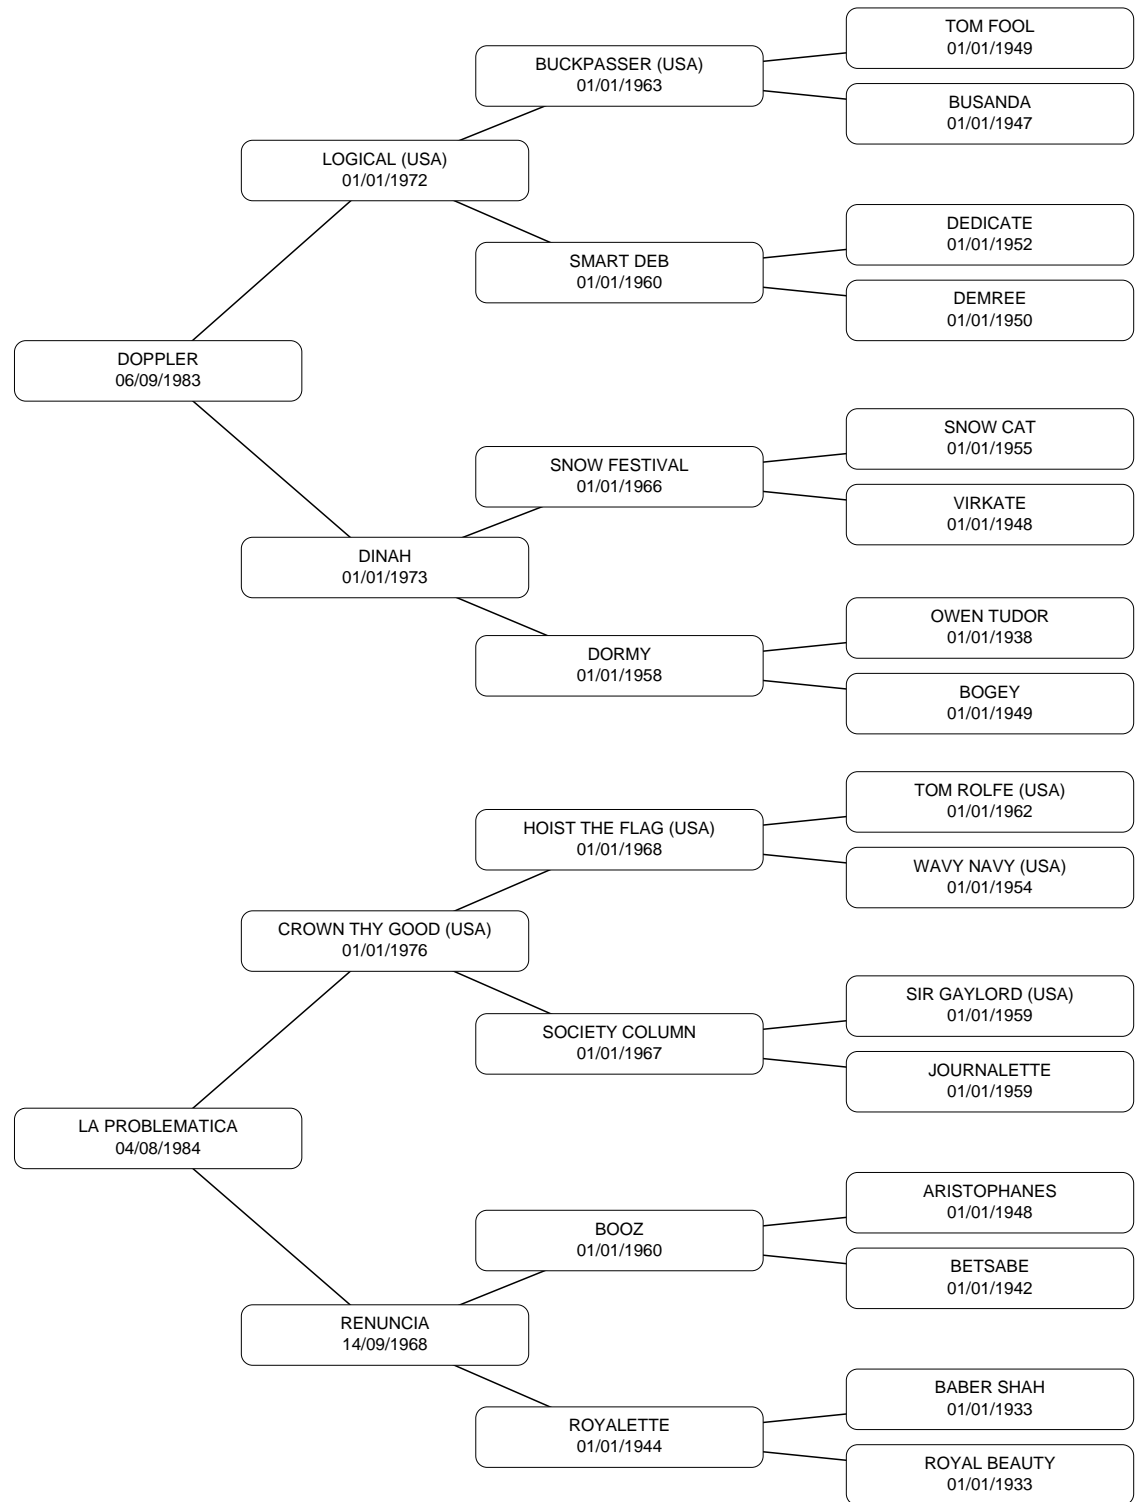 TOM FOOL
01/01/1949
BUCKPASSER (USA)
01/01/1963
BUSANDA
01/01/1947
LOGICAL (USA)
01/01/1972
DEDICATE
01/01/1952
SMART DEB
01/01/1960
DEMREE
01/01/1950
DOPPLER
06/09/1983
SNOW CAT
01/01/1955
SNOW FESTIVAL
01/01/1966
VIRKATE
01/01/1948
DINAH
01/01/1973
OWEN TUDOR
01/01/1938
DORMY
01/01/1958
BOGEY
01/01/1949
TOM ROLFE (USA)
01/01/1962
HOIST THE FLAG (USA)
01/01/1968
WAVY NAVY (USA)
01/01/1954
CROWN THY GOOD (USA)
01/01/1976
SIR GAYLORD (USA)
01/01/1959
SOCIETY COLUMN
01/01/1967
JOURNALETTE
01/01/1959
LA PROBLEMATICA
04/08/1984
ARISTOPHANES
01/01/1948
BOOZ
01/01/1960
BETSABE
01/01/1942
RENUNCIA
14/09/1968
BABER SHAH
01/01/1933
ROYALETTE
01/01/1944
ROYAL BEAUTY
01/01/1933